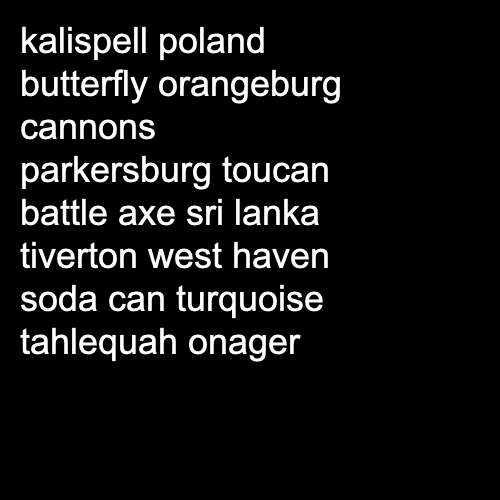 kalispell poland
butterfly orangeburg
cannons
parkersburg toucan
battle axe sri lanka
tiverton west haven
soda can turquoise
tahlequah onager